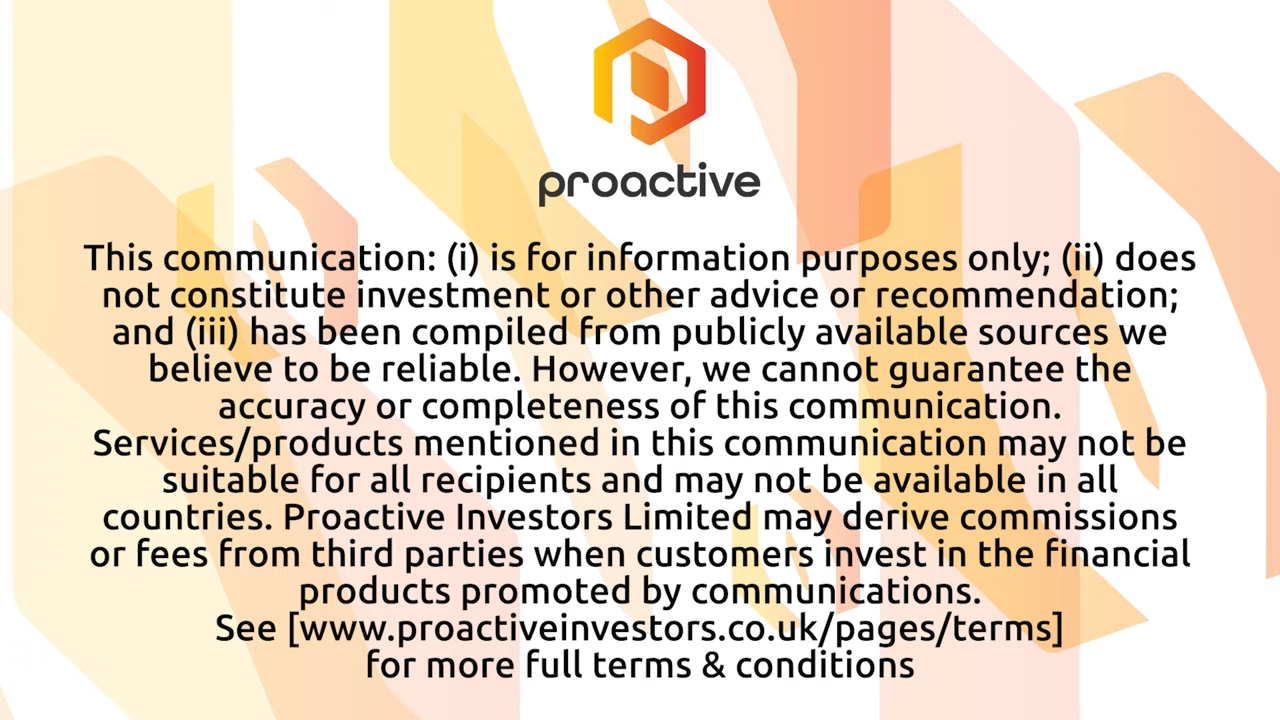 proactive
This communication: (i) is for information purposes only; (ii) does
not constitute investment or other advice or recommendation;
and (iii) has been compiled from publicly available sources we
believe to be reliable. However, we cannot guarantee the
accuracy or completeness of this communication.
Services/products mentioned in this communication may not be
suitable for all recipients and may not be available in all
countries. Proactive Investors Limited may derive commissions
or fees from third parties when customers invest in the financial
products promoted by communications.
See [www.proactiveinvestors.co.uk/pages/terms]
for more full terms & conditions